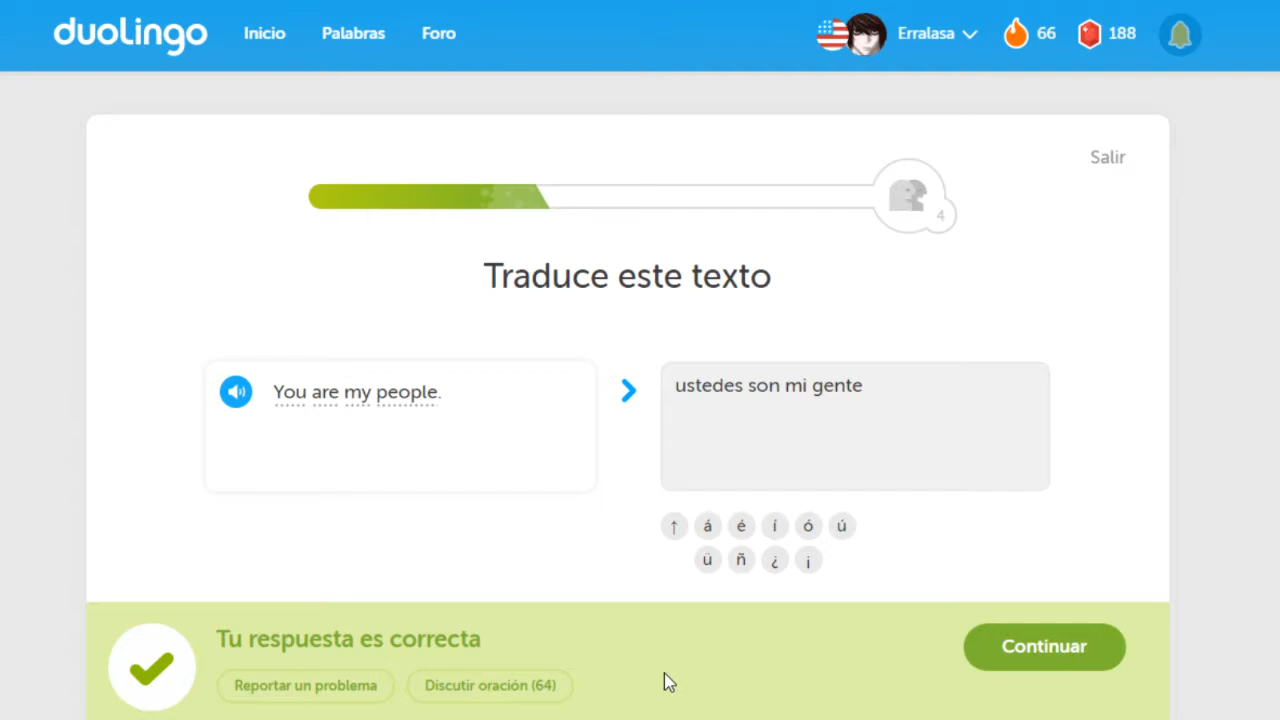 duolingo Inicio Palabras Foro Erralasa 66 188
Salir
4
Traduce este texto
You are my people.
ustedes son mi gente
↑ á é í ó ú
ü ñ ¿ ¡
Tu respuesta es correcta
Continuar
Reportar un problema Discutir oración (64)